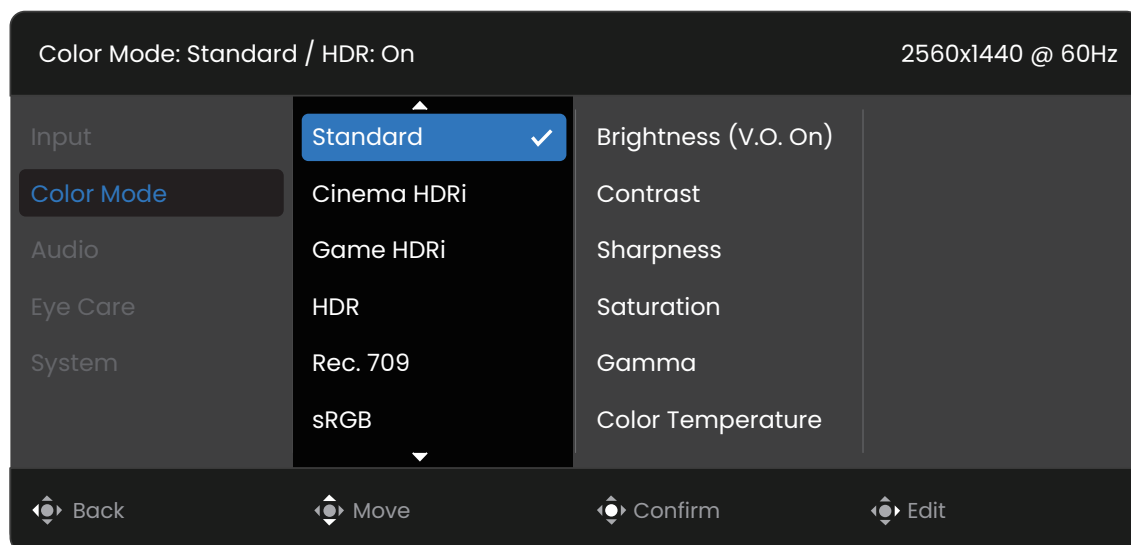 Color Mode: Standard / HDR: On
2560x1440 @ 60Hz
Input
Color Mode
Audio
Eye Care
System
Standard
Cinema HDRi
Game HDRi
HDR
Rec. 709
sRGB
Brightness (V.O. On)
Contrast
Sharpness
Saturation
Gamma
Color Temperature
Back
Move
Confirm
Edit